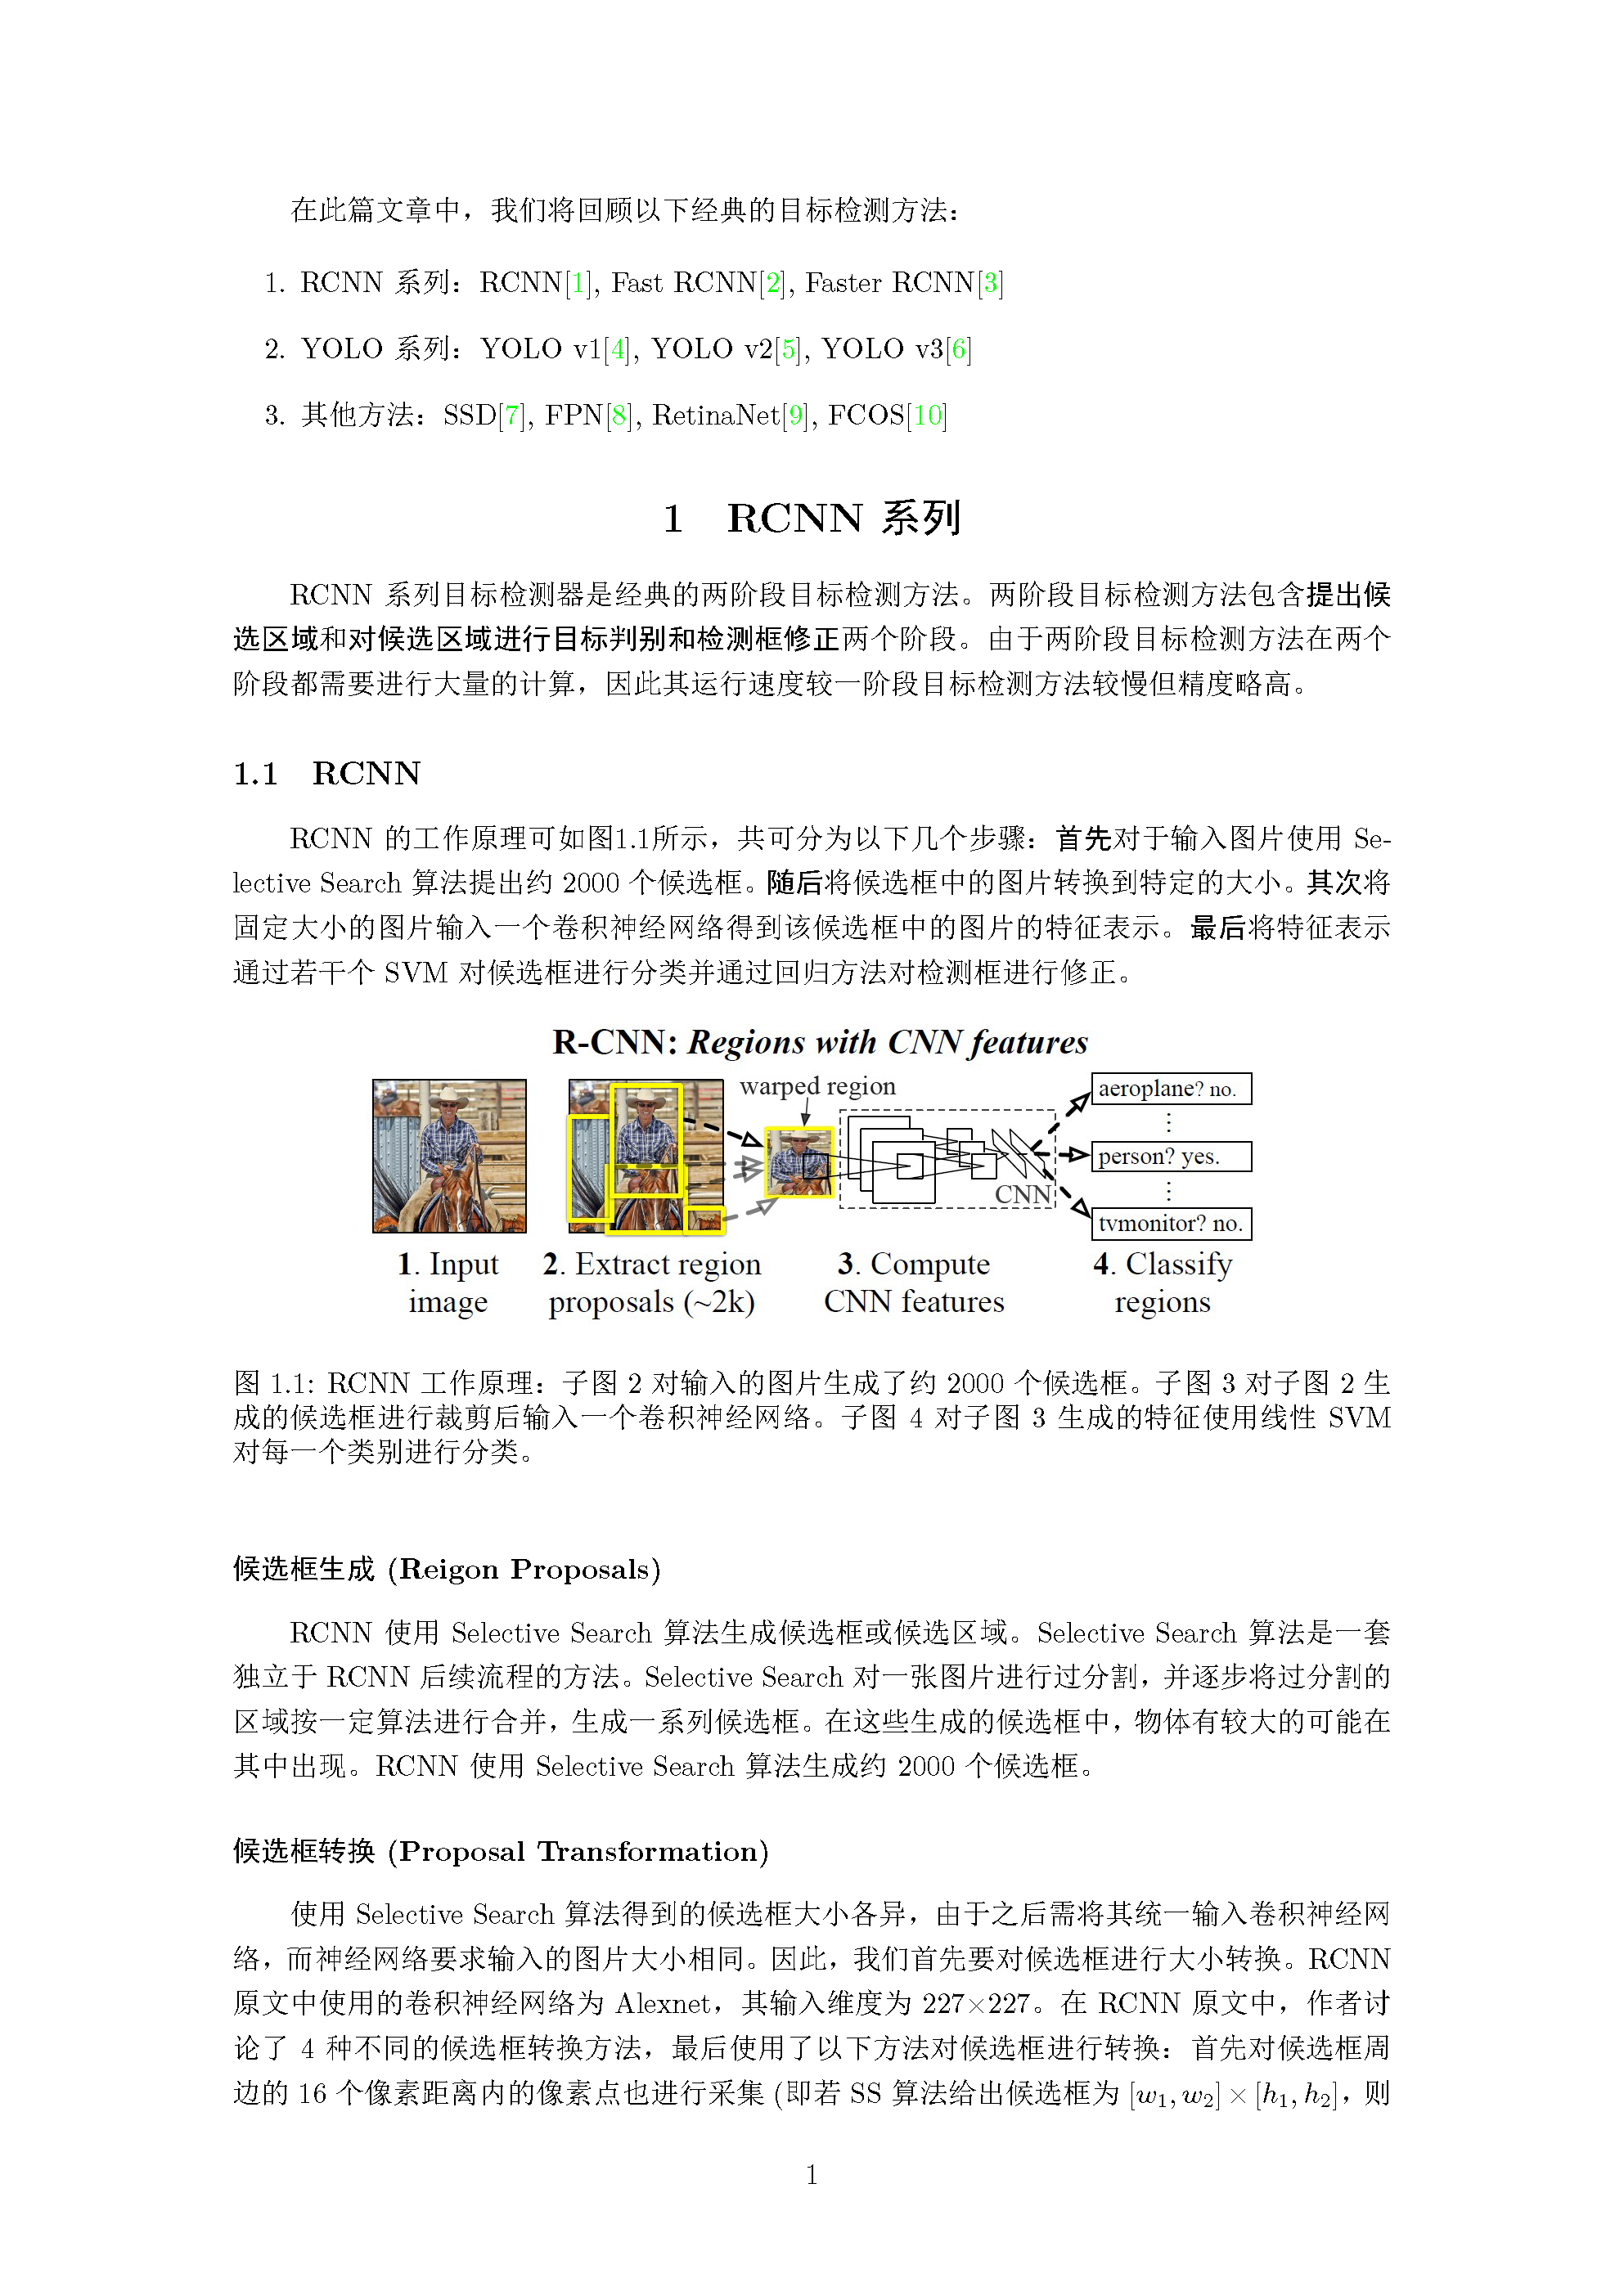 在此篇文章中，我们将回顾以下经典的目标检测方法：
1. RCNN 系列：RCNN[1], Fast RCNN[2], Faster RCNN[3]
2. YOLO 系列：YOLO v1[4], YOLO v2[5], YOLO v3[6]
3. 其他方法：SSD[7], FPN[8], RetinaNet[9], FCOS[10]
1 RCNN 系列
RCNN 系列目标检测器是经典的两阶段目标检测方法。两阶段目标检测方法包含提出候
选区域和对候选区域进行目标判别和检测框修正两个阶段。由于两阶段目标检测方法在两个
阶段都需要进行大量的计算，因此其运行速度较一阶段目标检测方法较慢但精度略高。
1.1 RCNN
RCNN 的工作原理可如图1.1所示，共可分为以下几个步骤：首先对于输入图片使用 Se-
lective Search 算法提出约 2000 个候选框。随后将候选框中的图片转换到特定的大小。其次将
固定大小的图片输入一个卷积神经网络得到该候选框中的图片的特征表示。最后将特征表示
通过若干个 SVM 对候选框进行分类并通过回归方法对检测框进行修正。
R-CNN: Regions with CNN features
warped region
aeroplane? no.
⋮
person? yes.
CNN
⋮
tvmonitor? no.
1. Input
image
2. Extract region
proposals (~2k)
3. Compute
CNN features
4. Classify
regions
图 1.1: RCNN 工作原理：子图 2 对输入的图片生成了约 2000 个候选框。子图 3 对子图 2 生
成的候选框进行裁剪后输入一个卷积神经网络。子图 4 对子图 3 生成的特征使用线性 SVM
对每一个类别进行分类。
候选框生成 (Reigon Proposals)
RCNN 使用 Selective Search 算法生成候选框或候选区域。Selective Search 算法是一套
独立于 RCNN 后续流程的方法。Selective Search 对一张图片进行过分割，并逐步将过分割的
区域按一定算法进行合并，生成一系列候选框。在这些生成的候选框中，物体有较大的可能在
其中出现。RCNN 使用 Selective Search 算法生成约 2000 个候选框。
候选框转换 (Proposal Transformation)
使用 Selective Search 算法得到的候选框大小各异，由于之后需将其统一输入卷积神经网
络，而神经网络要求输入的图片大小相同。因此，我们首先要对候选框进行大小转换。RCNN
原文中使用的卷积神经网络为 Alexnet，其输入维度为 227×227。在 RCNN 原文中，作者讨
论了 4 种不同的候选框转换方法，最后使用了以下方法对候选框进行转换：首先对候选框周
边的 16 个像素距离内的像素点也进行采集 (即若 SS 算法给出候选框为 [w₁, w₂] × [h₁, h₂]，则
1